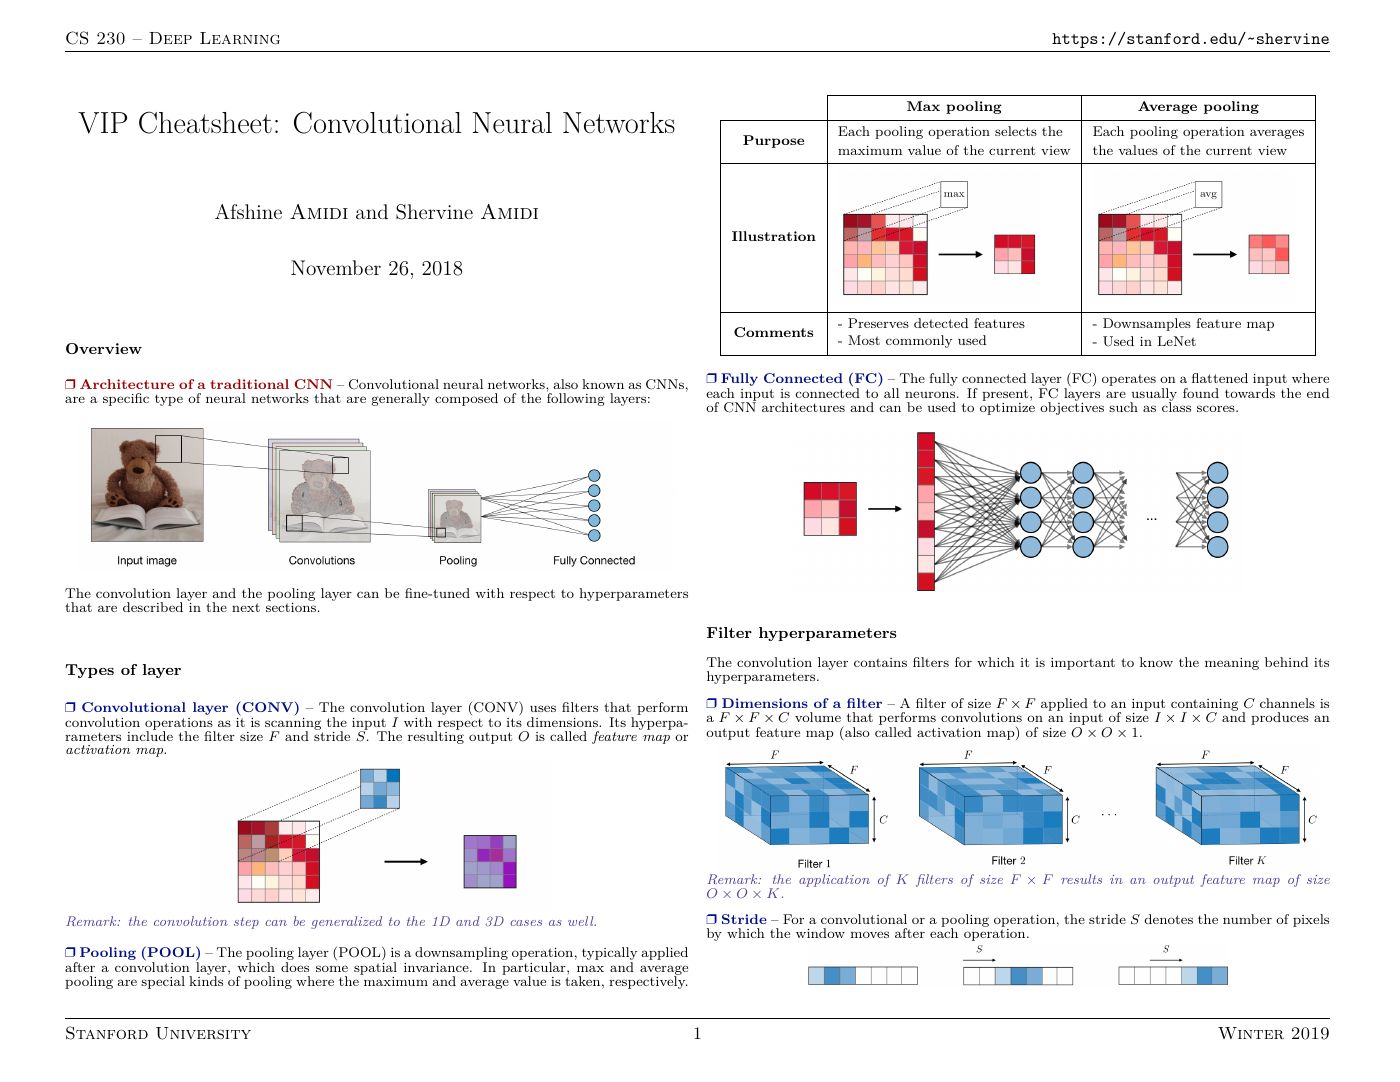 CS 230 – Deep Learning
https://stanford.edu/~shervine
VIP Cheatsheet: Convolutional Neural Networks
Afshine Amidi and Shervine Amidi
November 26, 2018
Overview
❒ Architecture of a traditional CNN – Convolutional neural networks, also known as CNNs,
are a specific type of neural networks that are generally composed of the following layers:
Input image
Convolutions
Pooling
Fully Connected
The convolution layer and the pooling layer can be fine-tuned with respect to hyperparameters
that are described in the next sections.
Types of layer
❒ Convolutional layer (CONV) – The convolution layer (CONV) uses filters that perform
convolution operations as it is scanning the input I with respect to its dimensions. Its hyperpa-
rameters include the filter size F and stride S. The resulting output O is called feature map or
activation map.
Remark: the convolution step can be generalized to the 1D and 3D cases as well.
❒ Pooling (POOL) – The pooling layer (POOL) is a downsampling operation, typically applied
after a convolution layer, which does some spatial invariance. In particular, max and average
pooling are special kinds of pooling where the maximum and average value is taken, respectively.
Max pooling
Average pooling
Purpose
Each pooling operation selects the
maximum value of the current view
Each pooling operation averages
the values of the current view
Illustration
max
avg
Comments
- Preserves detected features
- Most commonly used
- Downsamples feature map
- Used in LeNet
❒ Fully Connected (FC) – The fully connected layer (FC) operates on a flattened input where
each input is connected to all neurons. If present, FC layers are usually found towards the end
of CNN architectures and can be used to optimize objectives such as class scores.
...
Filter hyperparameters
The convolution layer contains filters for which it is important to know the meaning behind its
hyperparameters.
❒ Dimensions of a filter – A filter of size F × F applied to an input containing C channels is
a F × F × C volume that performs convolutions on an input of size I × I × C and produces an
output feature map (also called activation map) of size O × O × 1.
F
F
C
Filter 1
F
F
C
Filter 2
...
F
F
C
Filter K
Remark: the application of K filters of size F × F results in an output feature map of size
O × O × K.
❒ Stride – For a convolutional or a pooling operation, the stride S denotes the number of pixels
by which the window moves after each operation.
S
S
Stanford University
1
Winter 2019